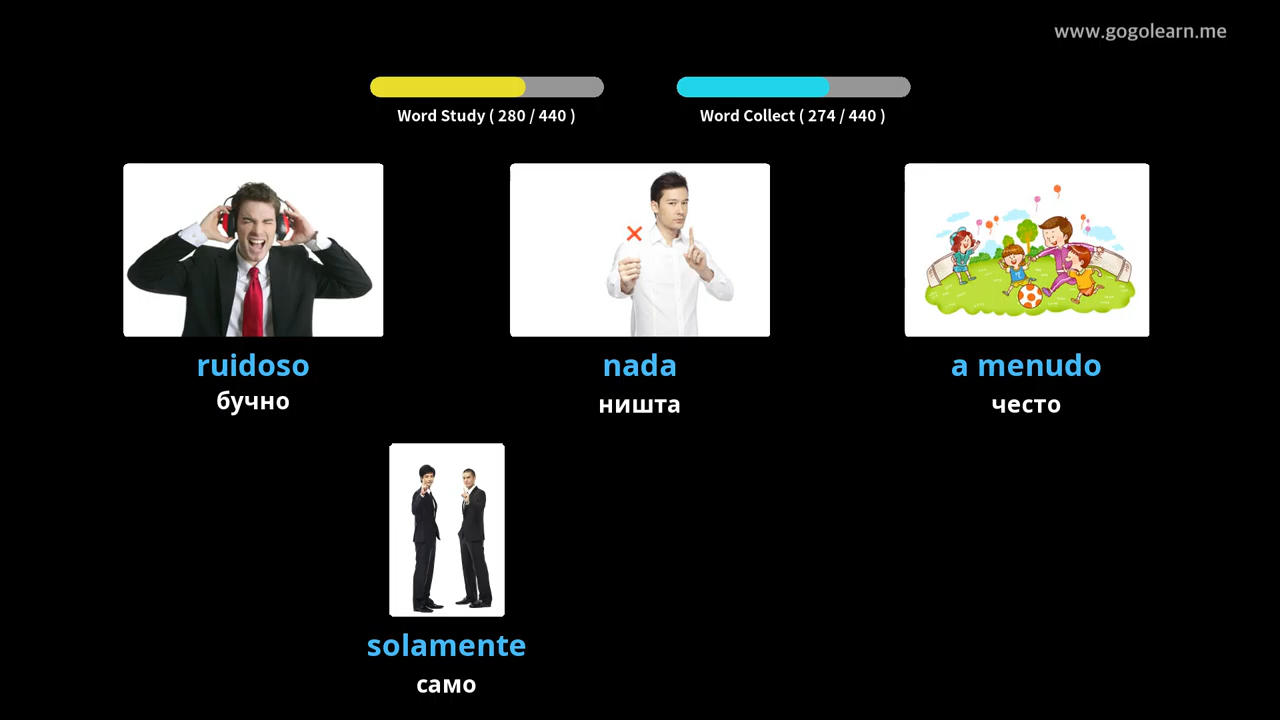 www.gogolearn.me
Word Study ( 280 / 440 )
Word Collect ( 274 / 440 )
ruidoso
бучно
nada
ништа
a menudo
често
solamente
само